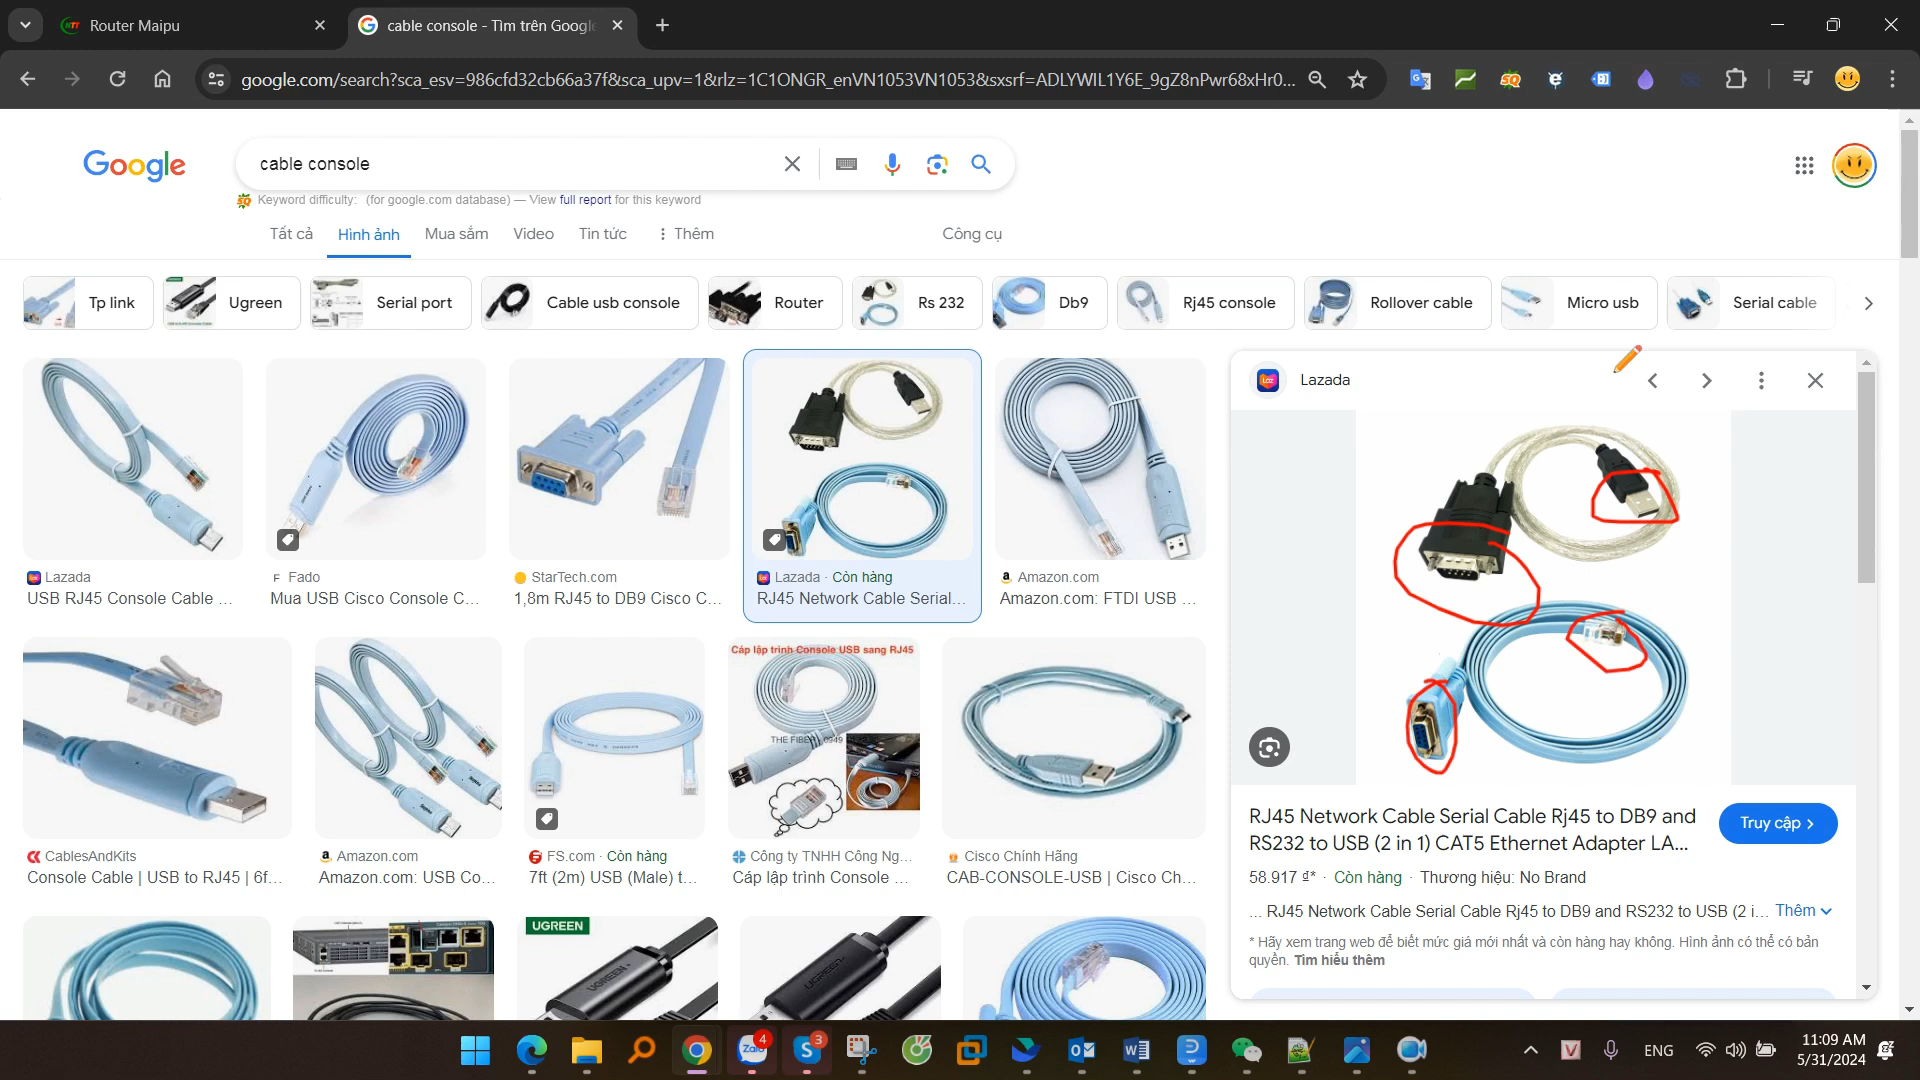 Router Maipu
cable console - Tìm trên Google
google.com/search?sca_esv=986cfd32cb66a37f&sca_upv=1&rlz=1C1ONGR_enVN1053VN1053&sxsrf=ADLYWIL1Y6E_9gZ8nPwr68xHr0...
Google
cable console
Keyword difficulty: (for google.com database) — View full report for this keyword
Tất cả
Hình ảnh
Mua sắm
Video
Tin tức
Thêm
Công cụ
Tp link
Ugreen
Serial port
Cable usb console
Router
Rs 232
Db9
Rj45 console
Rollover cable
Micro usb
Serial cable
Lazada
USB RJ45 Console Cable ...
Fado
Mua USB Cisco Console C...
StarTech.com
1,8m RJ45 to DB9 Cisco C...
Lazada · Còn hàng
RJ45 Network Cable Serial...
Amazon.com
Amazon.com: FTDI USB ...
Lazada
RJ45 Network Cable Serial Cable Rj45 to DB9 and
RS232 to USB (2 in 1) CAT5 Ethernet Adapter LA...
Truy cập
58.917 ₫* · Còn hàng · Thương hiệu: No Brand
... RJ45 Network Cable Serial Cable Rj45 to DB9 and RS232 to USB (2 i... Thêm
* Hãy xem trang web để biết mức giá mới nhất và còn hàng hay không. Hình ảnh có thể có bản
quyền. Tìm hiểu thêm
Cáp lập trình Console USB sang RJ45
CablesAndKits
Console Cable | USB to RJ45 | 6f...
Amazon.com
Amazon.com: USB Co...
FS.com · Còn hàng
7ft (2m) USB (Male) t...
Công ty TNHH Công Ng...
Cáp lập trình Console ...
Cisco Chính Hãng
CAB-CONSOLE-USB | Cisco Ch...
UGREEN
UGREEN
UGREEN
Zalo
4
3
ENG
11:09 AM
5/31/2024